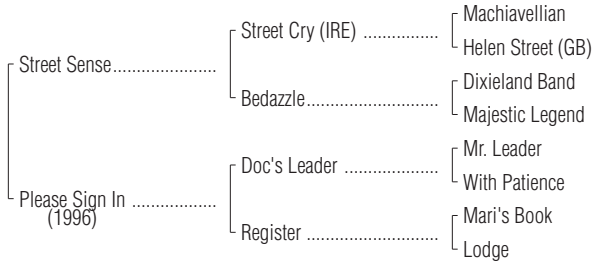 Machiavellian
Street Cry (IRE) ..................
Helen Street (GB)
Street Sense.........................
Dixieland Band
Bedazzle................................
Majestic Legend
Mr. Leader
Doc's Leader .......................
With Patience
Please Sign In ....................
(1996)
Mari's Book
Register ................................
Lodge